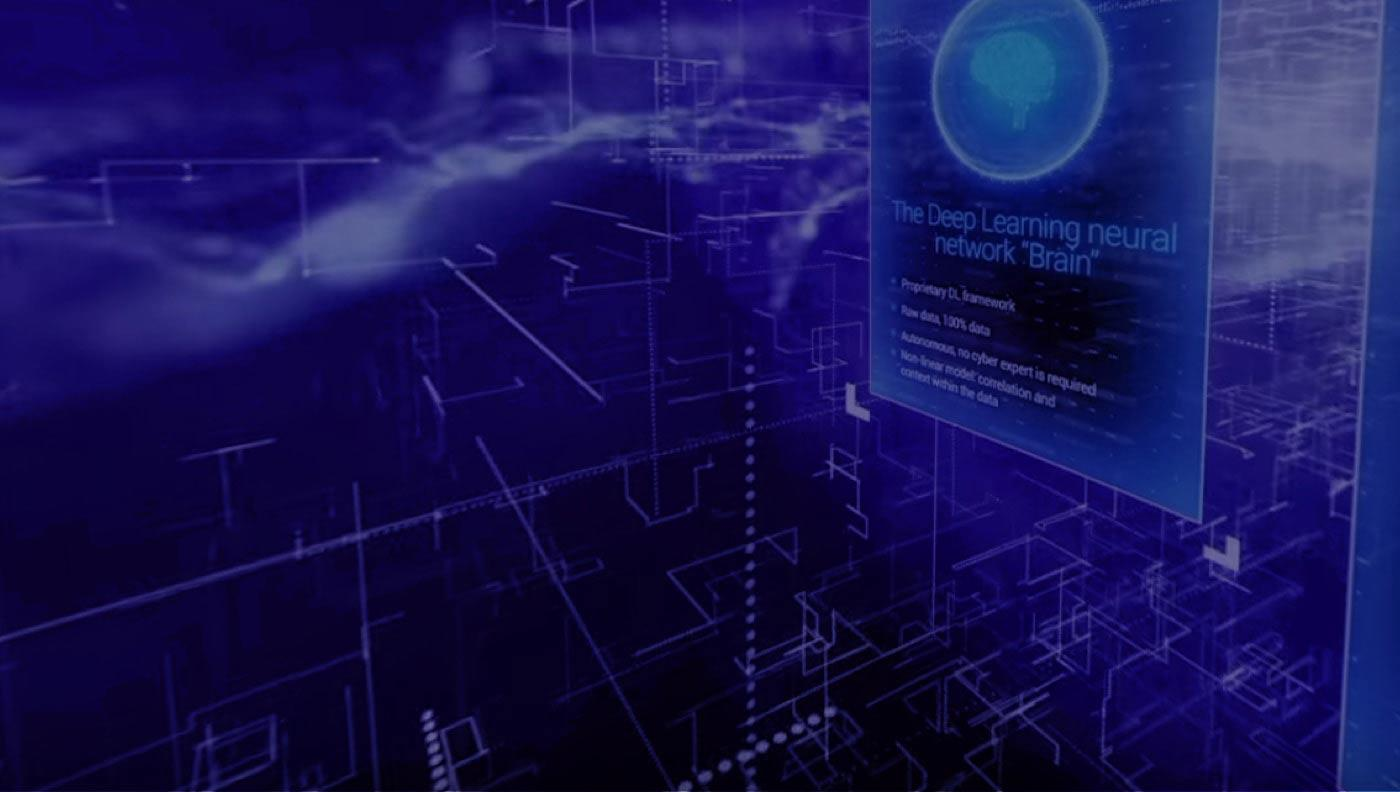 The Deep Learning neural
network "Brain"
Proprietary DL framework
Raw data, 100% data
Autonomous, no cyber expert is required
Non-linear model: correlation and
context within the data